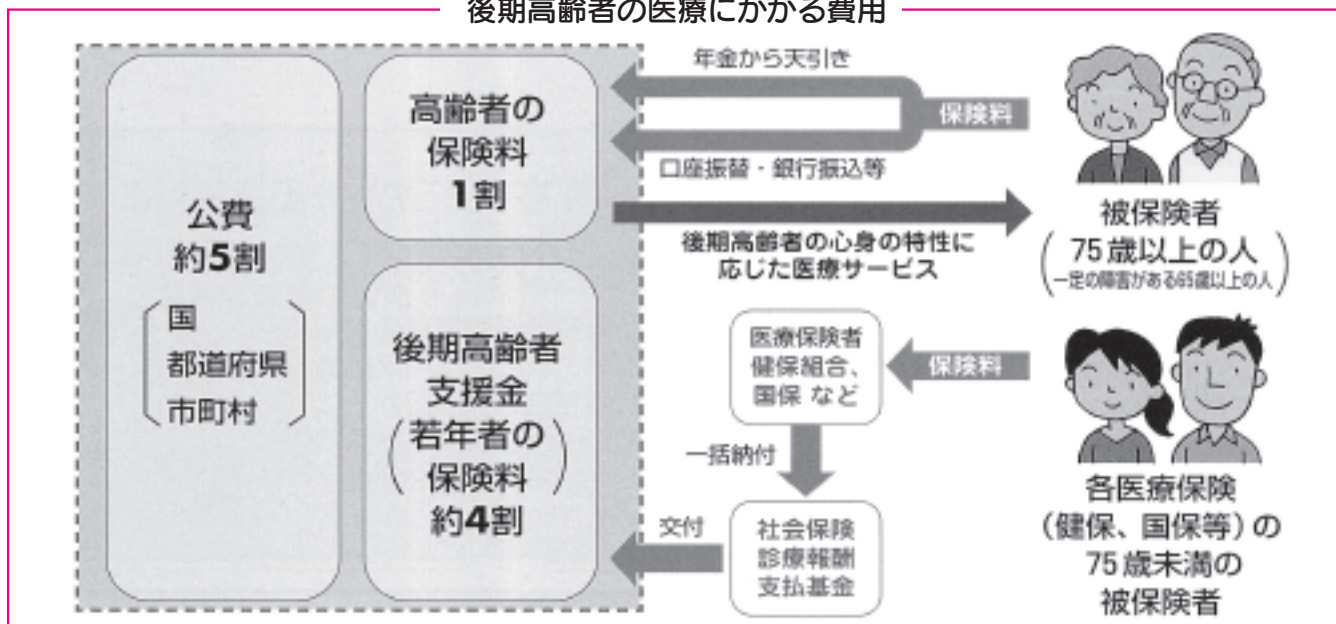 後期高齢者の医療にかかる費用
公費
約5割
国
都道府県
市町村
高齢者の
保険料
1割
後期高齢者
支援金
(若年者の
保険料)
約4割
年金から天引き
保険料
口座振替・銀行振込等
後期高齢者の心身の特性に
応じた医療サービス
被保険者
(75歳以上の人
一定の障害がある65歳以上の人)
医療保険者
健保組合、
国保 など
保険料
一括納付
交付
社会保険
診療報酬
支払基金
各医療保険
(健保、国保等)の
75歳未満の
被保険者